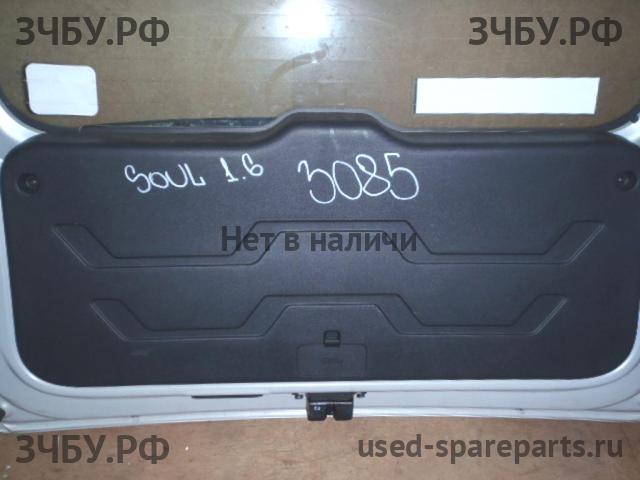 ЗЧБУ.РФ ЗЧБУ.РФ
SOUL 1.6 3085
Нет в наличи
ЗЧБУ.РФ used-spareparts.ru